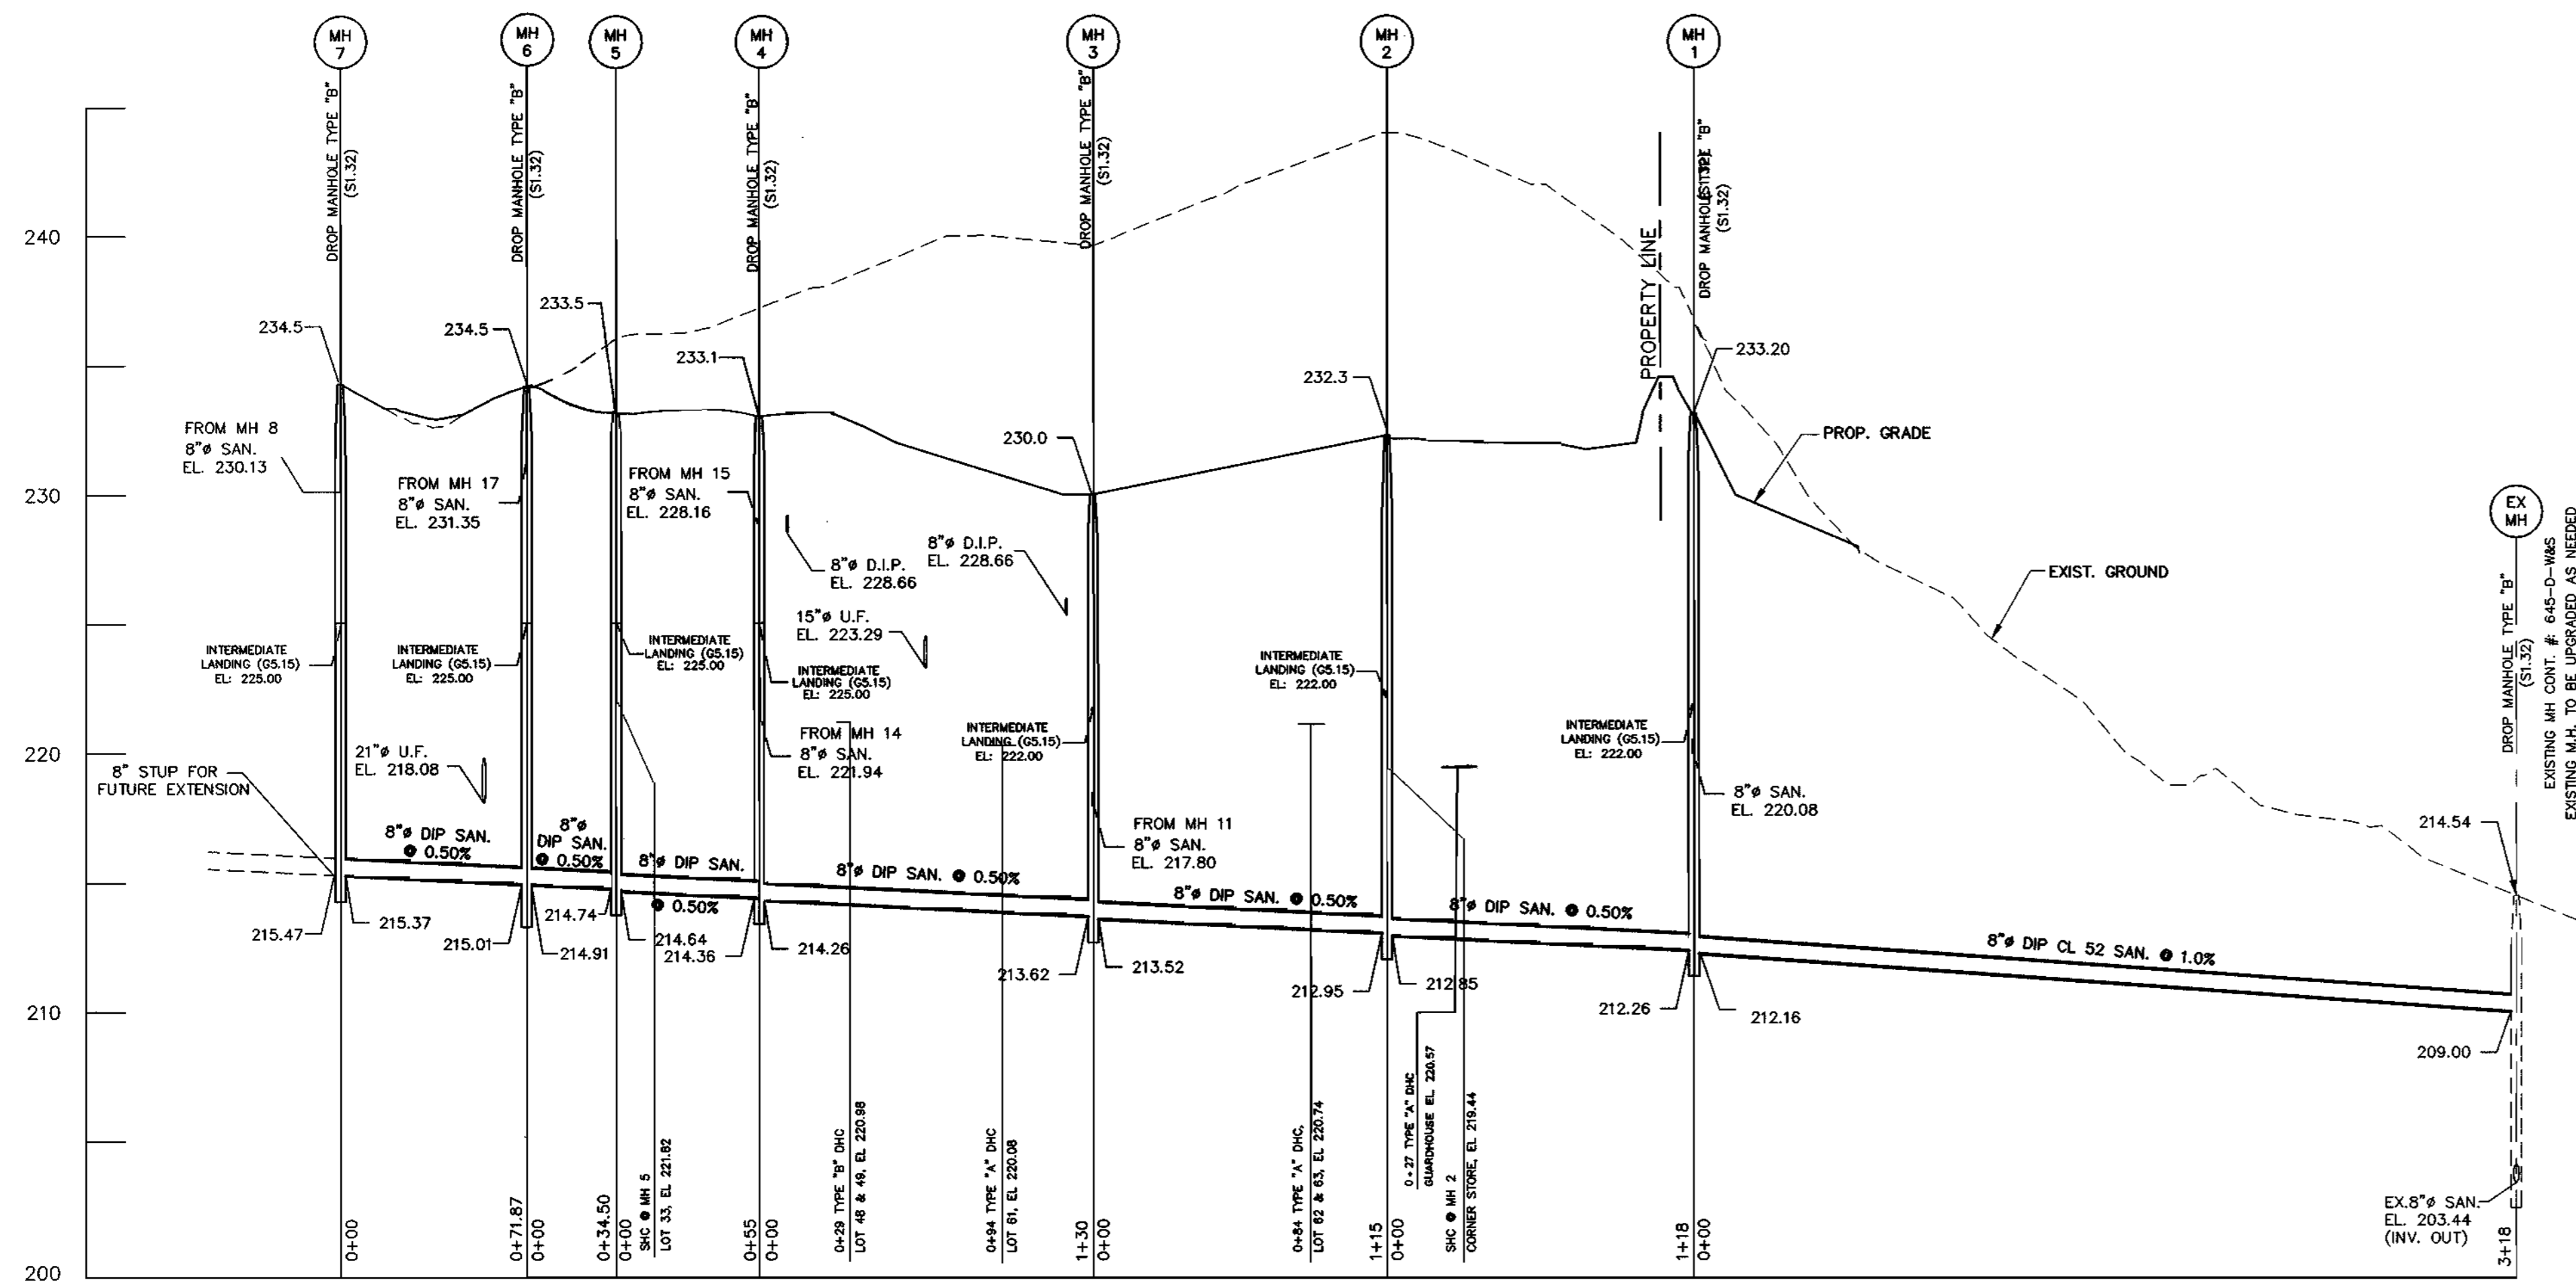 MH
7
MH
6
MH
5
MH
4
MH
3
MH
2
MH
1
DROP MANHOLE TYPE "B"
(S1.32)
DROP MANHOLE TYPE "B"
(S1.32)
DROP MANHOLE TYPE "B"
(S1.32)
DROP MANHOLE TYPE "B"
(S1.32)
PROPERTY LINE
DROP MANHOLE TYPE "B"
(S1.32)
(S1.32)
240
230
220
210
200
234.5
234.5
233.5
233.1
230.0
232.3
233.20
PROP. GRADE
EXIST. GROUND
FROM MH 8
8"ø SAN.
EL. 230.13
FROM MH 17
8"ø SAN.
EL. 231.35
FROM MH 15
8"ø SAN.
EL. 228.16
8"ø D.I.P.
EL. 228.66
8"ø D.I.P.
EL. 228.66
15"ø U.F.
EL. 223.29
INTERMEDIATE
LANDING (G5.15)
EL: 225.00
INTERMEDIATE
LANDING (G5.15)
EL: 225.00
INTERMEDIATE
LANDING (G5.15)
EL: 225.00
INTERMEDIATE
LANDING (G5.15)
EL: 225.00
INTERMEDIATE
LANDING (G5.15)
EL: 222.00
INTERMEDIATE
LANDING (G5.15)
EL: 222.00
INTERMEDIATE
LANDING (G5.15)
EL: 222.00
FROM MH 14
8"ø SAN.
EL. 221.94
FROM MH 11
8"ø SAN.
EL. 217.80
8"ø SAN.
EL. 220.08
21"ø U.F.
EL. 218.08
8" STUP FOR
FUTURE EXTENSION
8"ø DIP SAN.
@ 0.50%
8"ø
DIP SAN.
@ 0.50%
8"ø DIP SAN.
@ 0.50%
8"ø DIP SAN. @ 0.50%
8"ø DIP SAN. @ 0.50%
8"ø DIP SAN. @ 0.50%
8"ø DIP CL 52 SAN. @ 1.0%
215.47
215.37
215.01
214.91
214.74
214.64
214.36
214.26
213.62
213.52
212.95
212.85
212.26
212.16
209.00
214.54
EX
MH
DROP MANHOLE TYPE "B"
(S1.32)
EXISTING MH CONT. #: 645-D-W&S
EXISTING M.H. TO BE UPGRADED AS NEEDED
EX.8"ø SAN.
EL. 203.44
(INV. OUT)
0+00
0+71.87
0+00
0+34.50
0+00
SHC @ MH 5
LOT 33, EL 221.82
0+55
0+00
0+29 TYPE "B" DHC
LOT 48 & 49, EL 220.98
0+94 TYPE "A" DHC
LOT 61, EL 220.08
1+30
0+00
0+84 TYPE "A" DHC,
LOT 62 & 63, EL 220.74
1+15
0+00
0+27 TYPE "A" DHC
GUARDHOUSE EL 220.57
SHC @ MH 2
CORNER STORE, EL 219.44
1+18
0+00
3+18